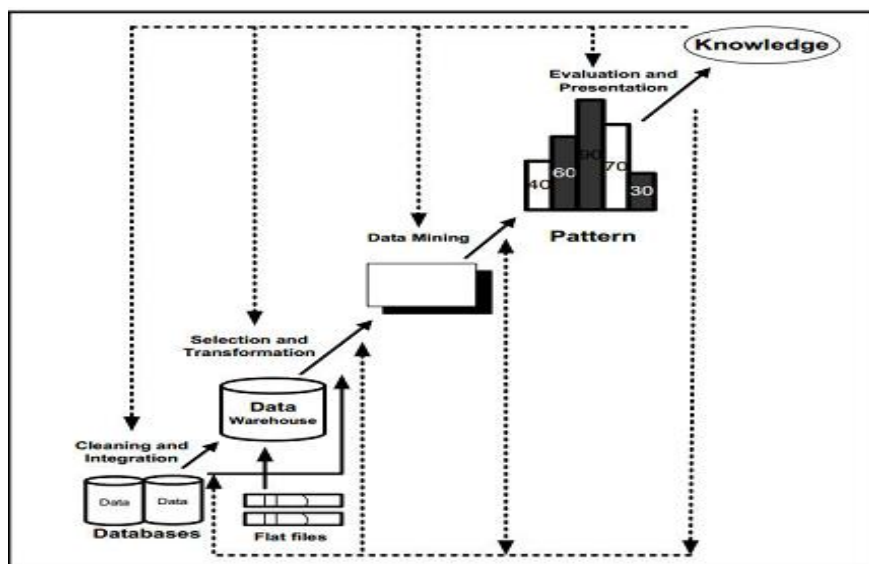 Knowledge
Evaluation and
Presentation
40
60
90
70
30
Pattern
Data Mining
Selection and
Transformation
Data
Warehouse
Cleaning and
Integration
Data
Data
Databases
Flat files